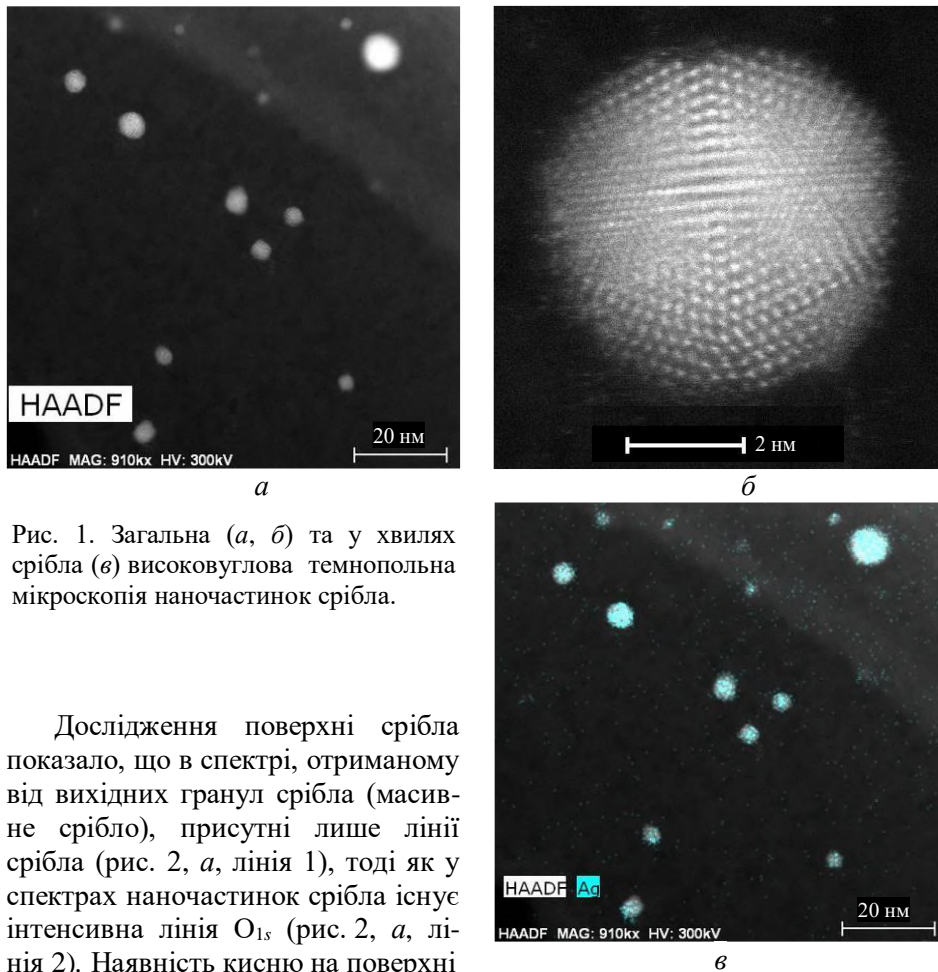 HAADF
20 нм
HAADF MAG: 910kx HV: 300kV
а
2 нм
б
Рис. 1. Загальна (а, б) та у хвилях
срібла (в) високовуглова темнопольна
мікроскопія наночастинок срібла.
Дослідження поверхні срібла
показало, що в спектрі, отриманому
від вихідних гранул срібла (масив-
не срібло), присутні лише лінії
срібла (рис. 2, а, лінія 1), тоді як у
спектрах наночастинок срібла існує
інтенсивна лінія O1s (рис. 2, а, лі-
нія 2). Наявність кисню на поверхні
HAADF Ag
20 нм
HAADF MAG: 910kx HV: 300kV
в